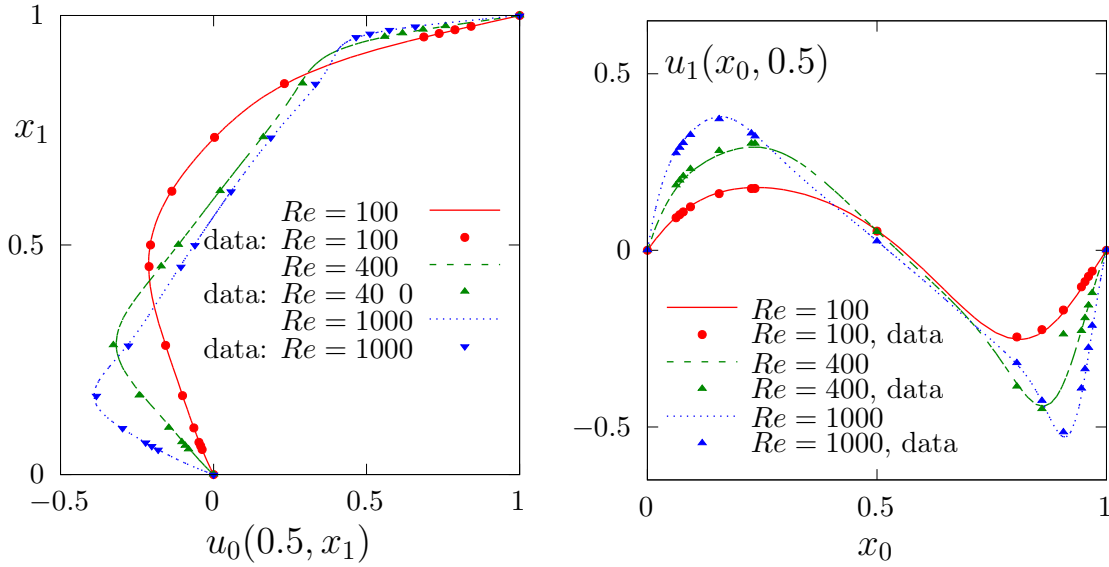 1
x₁
0.5
0
−0.5
0
0.5
1
u₀(0.5, x₁)
Re = 100
data: Re = 100
Re = 400
data: Re = 40 0
Re = 1000
data: Re = 1000
u₁(x₀, 0.5)
0.5
0
−0.5
Re = 100
Re = 100, data
Re = 400
Re = 400, data
Re = 1000
Re = 1000, data
0
0.5
1
x₀